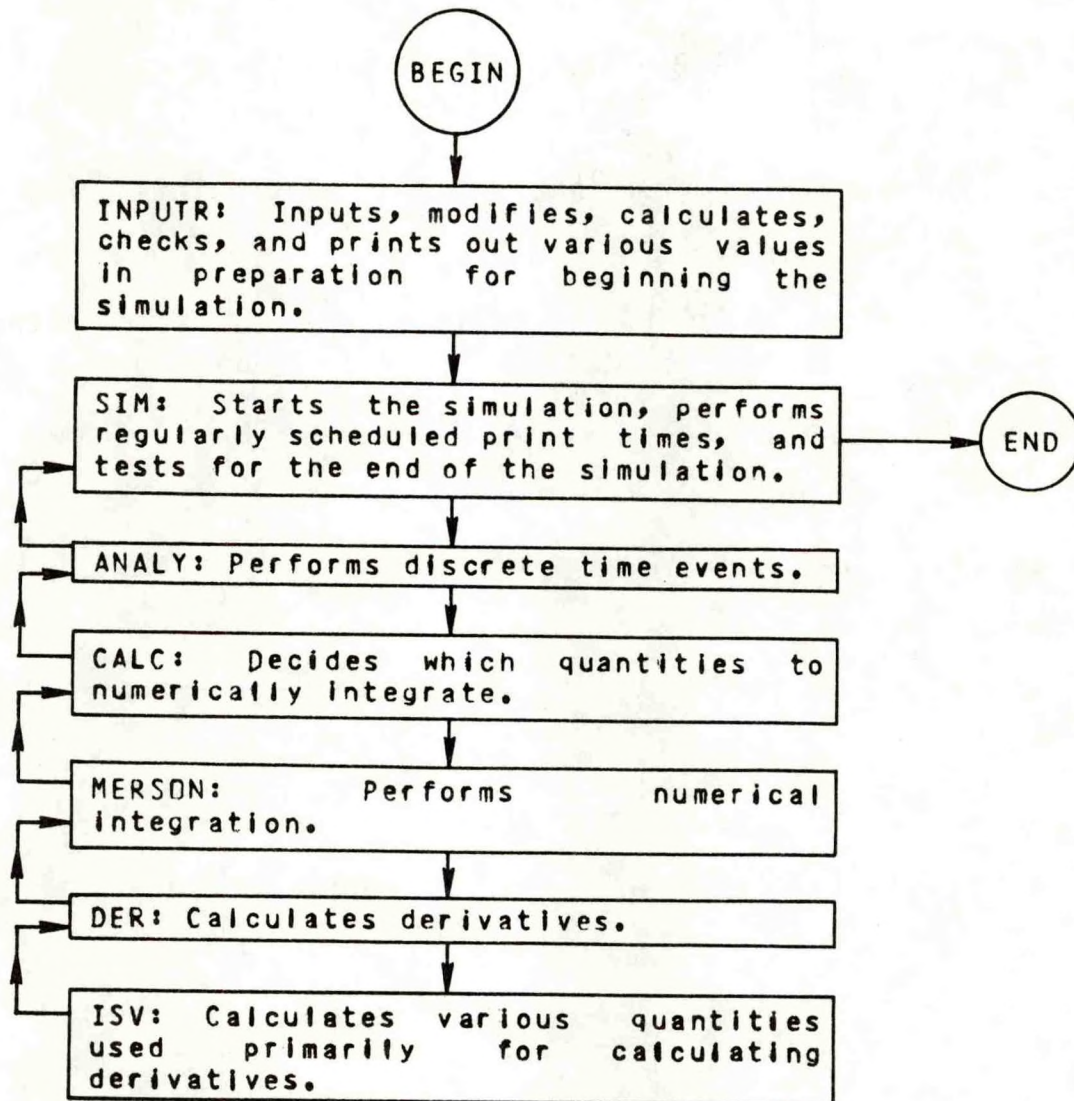 BEGIN
INPUTR: Inputs, modifies, calculates,
checks, and prints out various values
in preparation for beginning the
simulation.
SIM: Starts the simulation, performs
regularly scheduled print times, and
tests for the end of the simulation.
END
ANALY: Performs discrete time events.
CALC: Decides which quantities to
numerically integrate.
MERSON: Performs numerical
integration.
DER: Calculates derivatives.
ISV: Calculates various quantities
used primarily for calculating
derivatives.